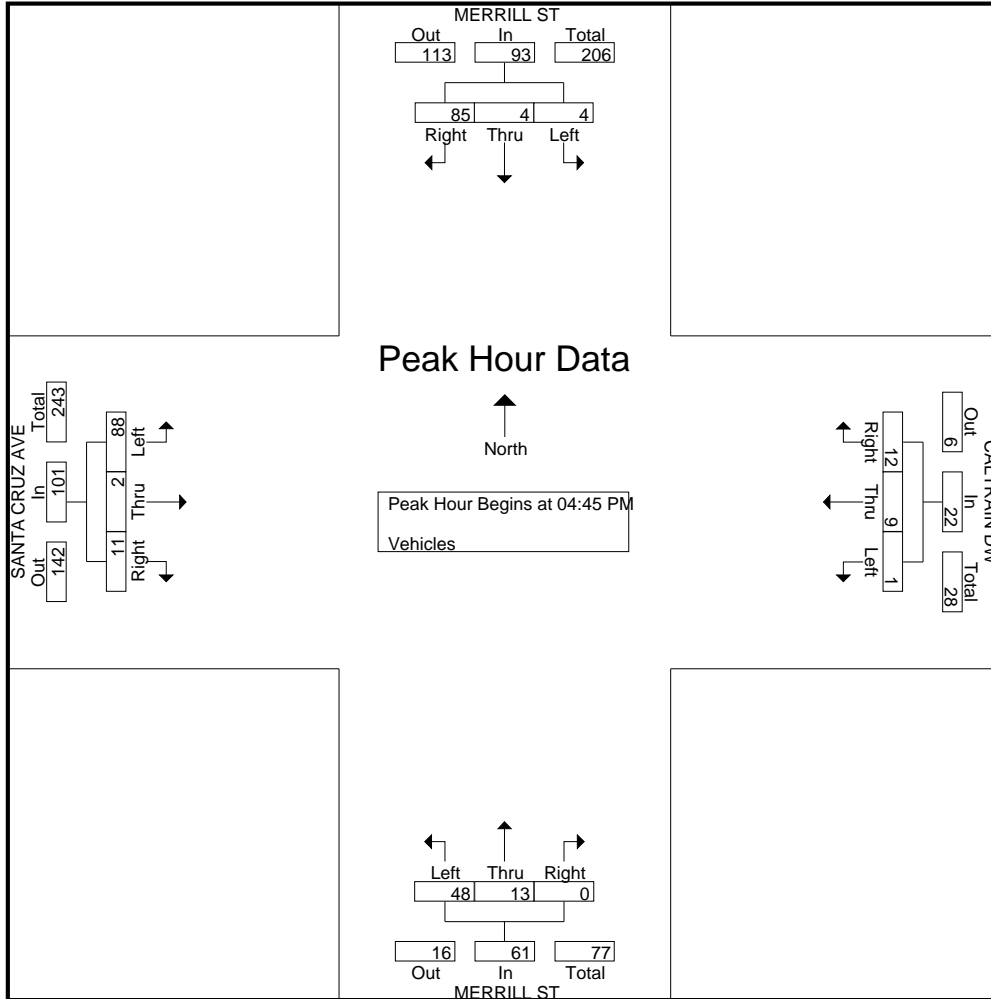 MERRILL ST
Out In Total
113 93 206
85 4 4
Right Thru Left
Peak Hour Data
North
Peak Hour Begins at 04:45 PM
Vehicles
SANTA CRUZ AVE
Total In Out
243 101 142
88 2 11
Left Thru Right
CALTRAIN DW
Out In Total
6 22 28
12 9 1
Right Thru Left
Left Thru Right
48 13 0
16 61 77
Out In Total
MERRILL ST